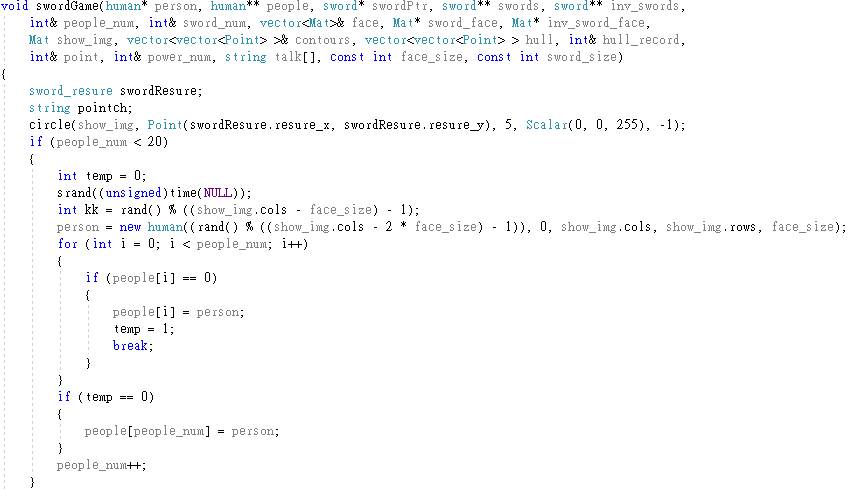 void swordGame(human* person, human** people, sword* swordPtr, sword** swords, sword** inv_swords,
int& people_num, int& sword_num, vector<Mat>& face, Mat* sword_face, Mat* inv_sword_face,
Mat show_img, vector<vector<Point> >& contours, vector<vector<Point> > hull, int& hull_record,
int& point, int& power_num, string talk[], const int face_size, const int sword_size)
{
sword_resure swordResure;
string pointch;
circle(show_img, Point(swordResure.resure_x, swordResure.resure_y), 5, Scalar(0, 0, 255), -1);
if (people_num < 20)
{
int temp = 0;
srand((unsigned)time(NULL));
int kk = rand() % ((show_img.cols - face_size) - 1);
person = new human((rand() % ((show_img.cols - 2 * face_size) - 1)), 0, show_img.cols, show_img.rows, face_size);
for (int i = 0; i < people_num; i++)
{
if (people[i] == 0)
{
people[i] = person;
temp = 1;
break;
}
}
if (temp == 0)
{
people[people_num] = person;
}
people_num++;
}